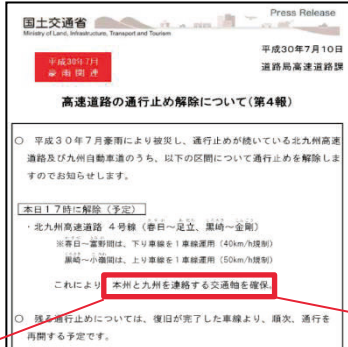 Press Release
国土交通省
Ministry of Land, Infrastructure, Transport and Tourism
平成30年7月10日
道路局高速道路課
平成30年7月
豪雨関連
高速道路の通行止め解除について(第4報)
○ 平成30年7月豪雨により被災し、通行止めが続いている北九州高速
道路及び九州自動車道のうち、以下の区間について通行止めを解除しま
すのでお知らせします。
本日17時に解除(予定)
・北九州高速道路 4号線(春日~足立、黒崎~金剛)
※春日~富野間は、下り車線を1車線運用(40km/h規制)
黒崎~小嶺間は、上り車線を1車線運用(50km/h規制)
これにより、本州と九州を連絡する交通軸を確保。
○ 残る通行止めについては、復旧が完了した車線より、順次、通行を
再開する予定です。